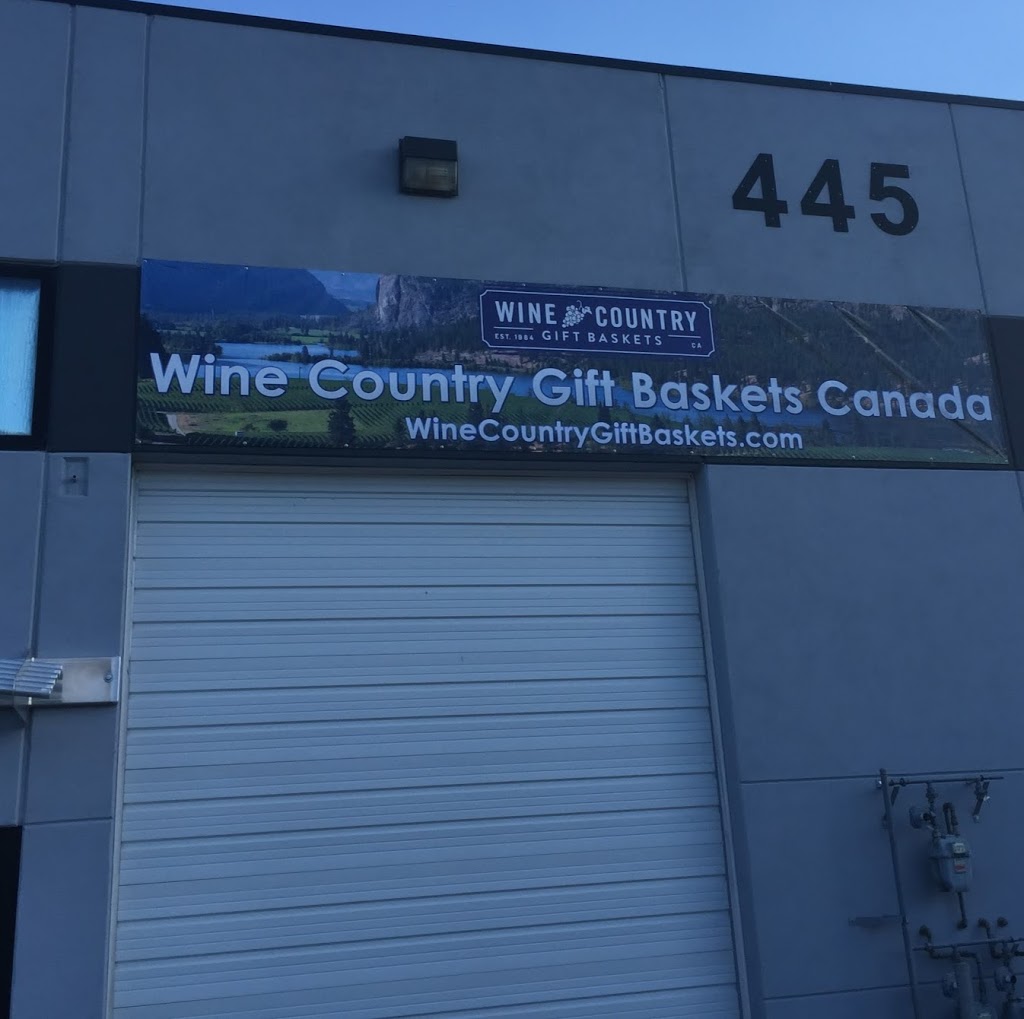 445
WINE COUNTRY
EST. 1984 GIFT BASKETS
CA
Wine Country Gift Baskets Canada
WineCountryGiftBaskets.com